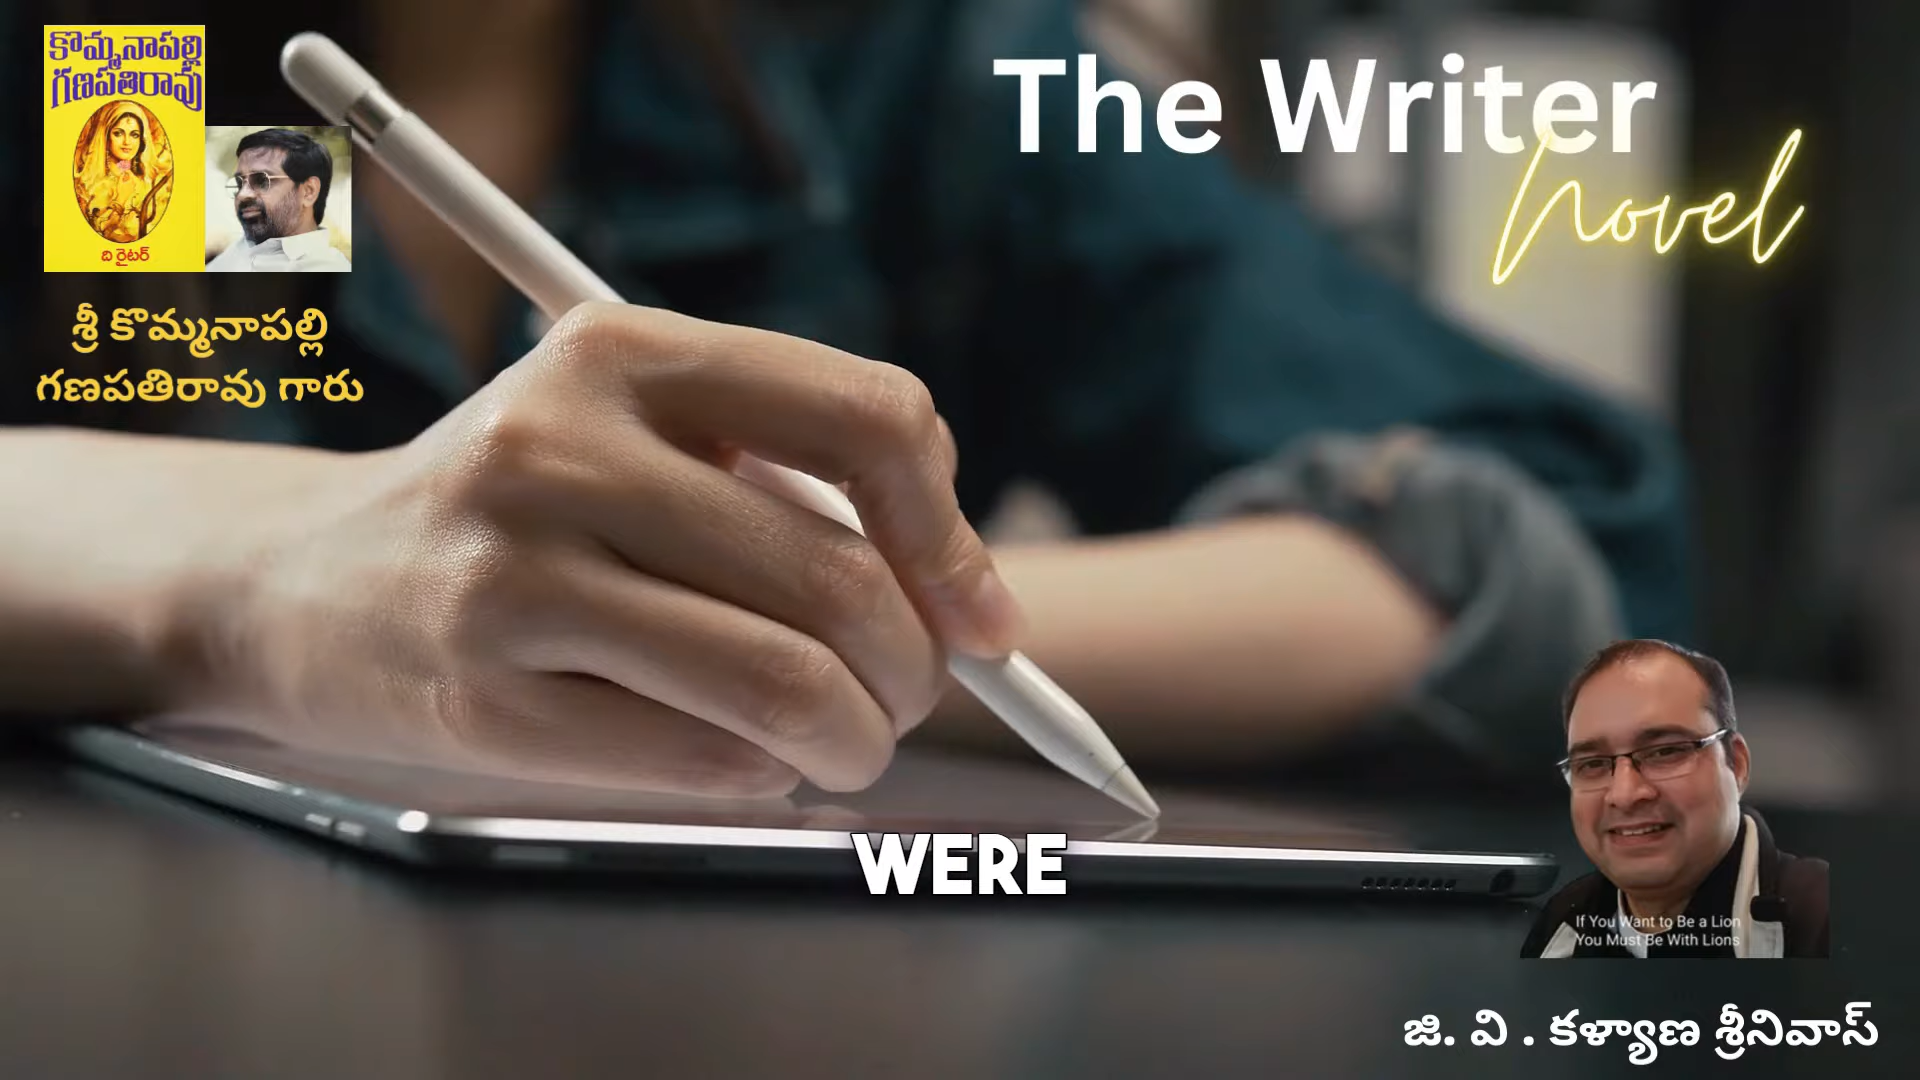 కొమ్మనాపల్లి
గణపతిరావు
ది రైటర్
శ్రీ కొమ్మనాపల్లి
గణపతిరావు గారు
The Writer
novel
WERE
If You Want to Be a Lion
You Must Be With Lions
జి. వి . కళ్యాణ శ్రీనివాస్